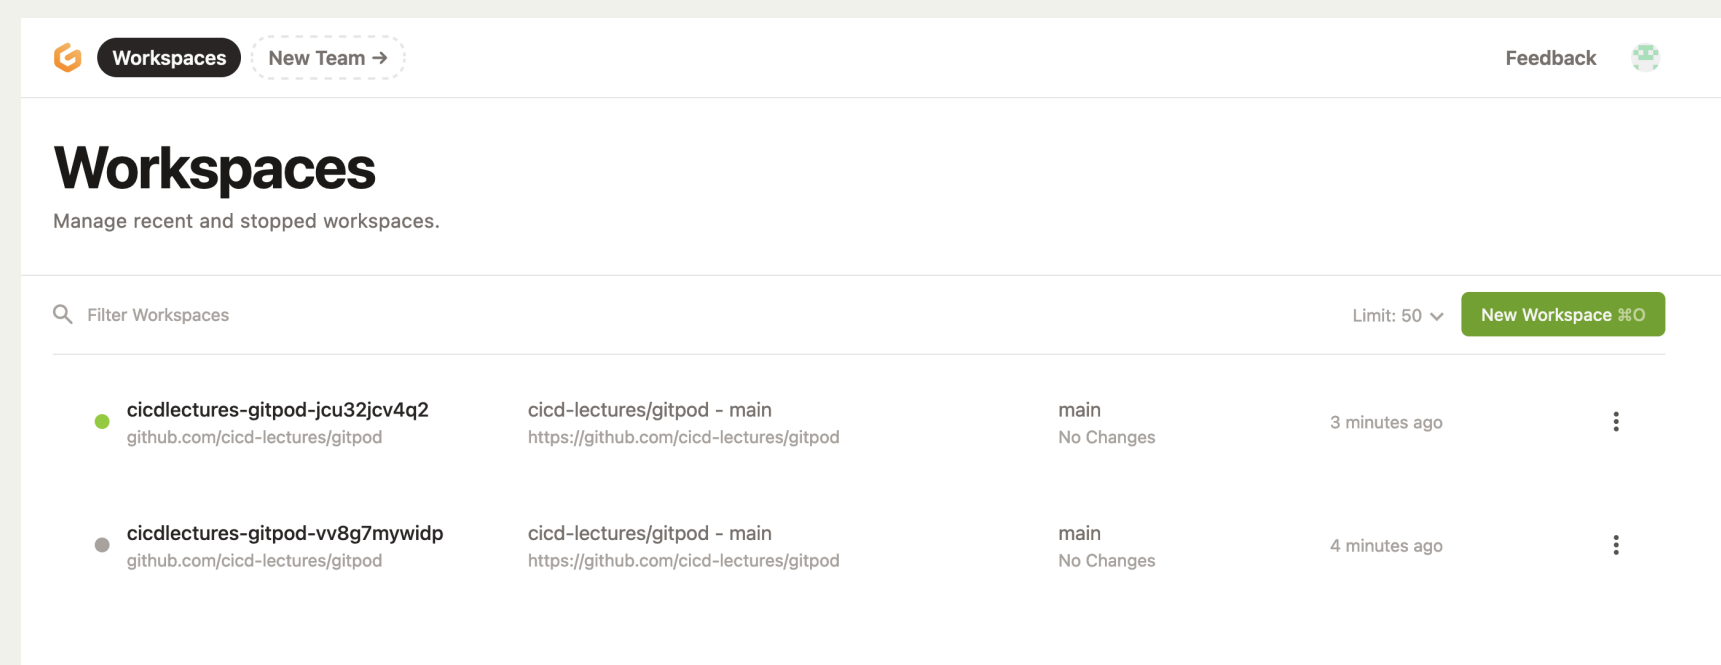 Workspaces New Team → Feedback
Workspaces
Manage recent and stopped workspaces.
Filter Workspaces Limit: 50 New Workspace ⌘O
cicdlectures-gitpod-jcu32jcv4q2 cicd-lectures/gitpod - main main 3 minutes ago
github.com/cicd-lectures/gitpod https://github.com/cicd-lectures/gitpod No Changes
cicdlectures-gitpod-vv8g7mywidp cicd-lectures/gitpod - main main 4 minutes ago
github.com/cicd-lectures/gitpod https://github.com/cicd-lectures/gitpod No Changes